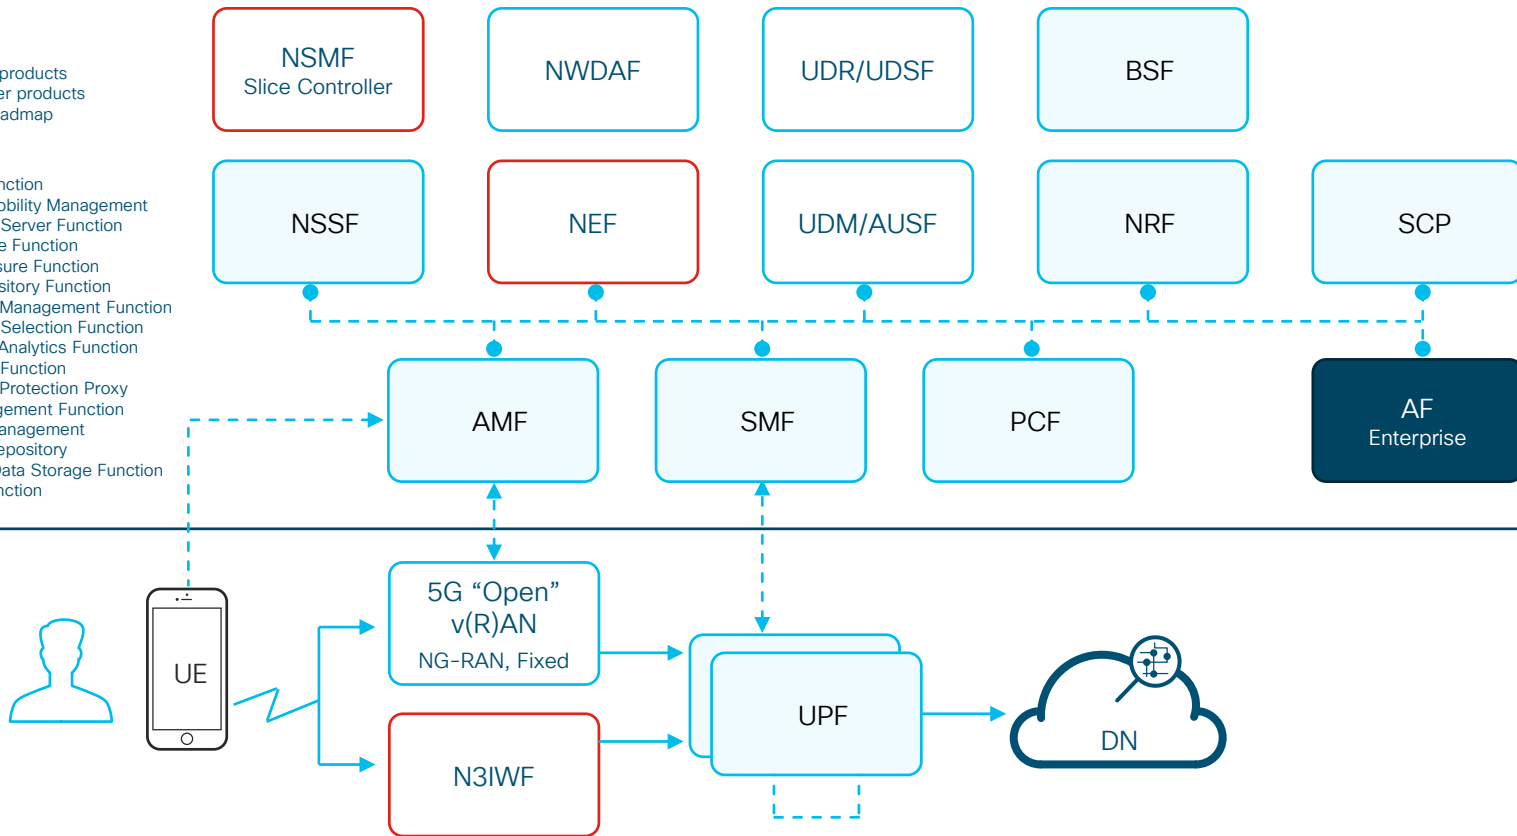 NSMF
Slice Controller
NWDAF
UDR/UDSF
BSF
products
er products
admap
NSSF
NEF
UDM/AUSF
NRF
SCP
nction
obility Management
Server Function
e Function
sure Function
sitory Function
Management Function
Selection Function
Analytics Function
Function
Protection Proxy
gement Function
anagement
epository
Data Storage Function
nction
AMF
SMF
PCF
AF
Enterprise
5G “Open”
v(R)AN
NG-RAN, Fixed
UE
UPF
DN
N3IWF